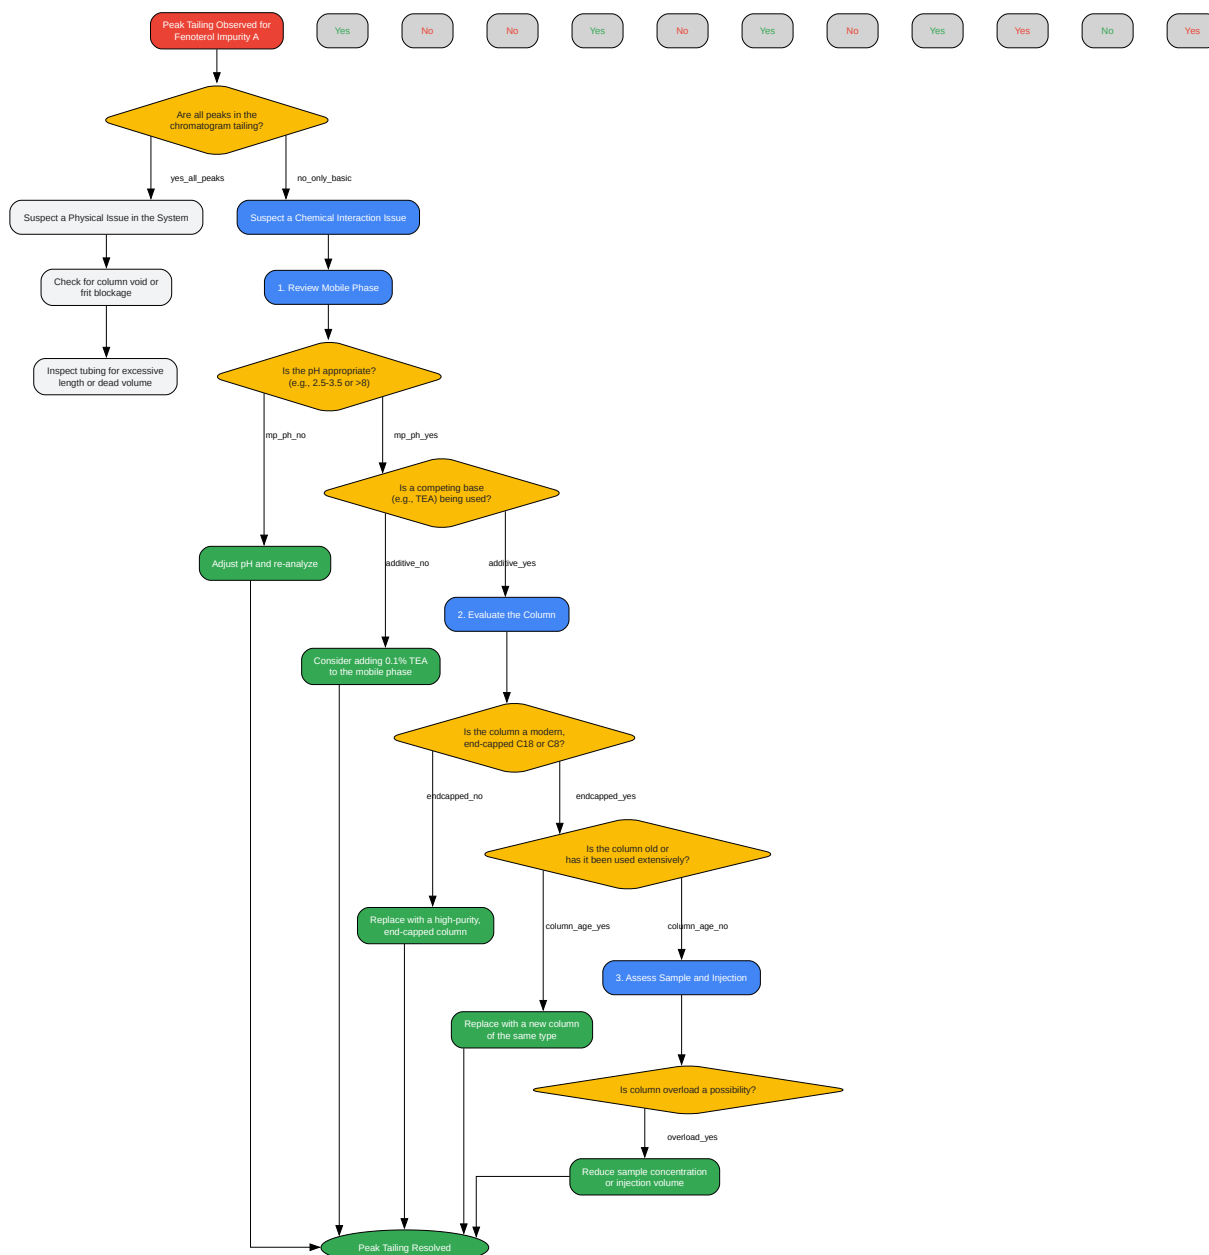 Peak Tailing Observed for
Fenoterol Impurity A
Yes
No
No
Yes
No
Yes
No
Yes
Yes
No
Yes
Are all peaks in the
chromatogram tailing?
yes_all_peaks
no_only_basic
Suspect a Physical Issue in the System
Suspect a Chemical Interaction Issue
Check for column void or
frit blockage
1. Review Mobile Phase
Inspect tubing for excessive
length or dead volume
Is the pH appropriate?
(e.g., 2.5-3.5 or >8)
mp_ph_no
mp_ph_yes
Is a competing base
(e.g., TEA) being used?
Adjust pH and re-analyze
additive_no
additive_yes
2. Evaluate the Column
Consider adding 0.1% TEA
to the mobile phase
Is the column a modern,
end-capped C18 or C8?
endcapped_no
endcapped_yes
Is the column old or
has it been used extensively?
Replace with a high-purity,
end-capped column
column_age_yes
column_age_no
3. Assess Sample and Injection
Replace with a new column
of the same type
Is column overload a possibility?
overload_yes
Reduce sample concentration
or injection volume
Peak Tailing Resolved